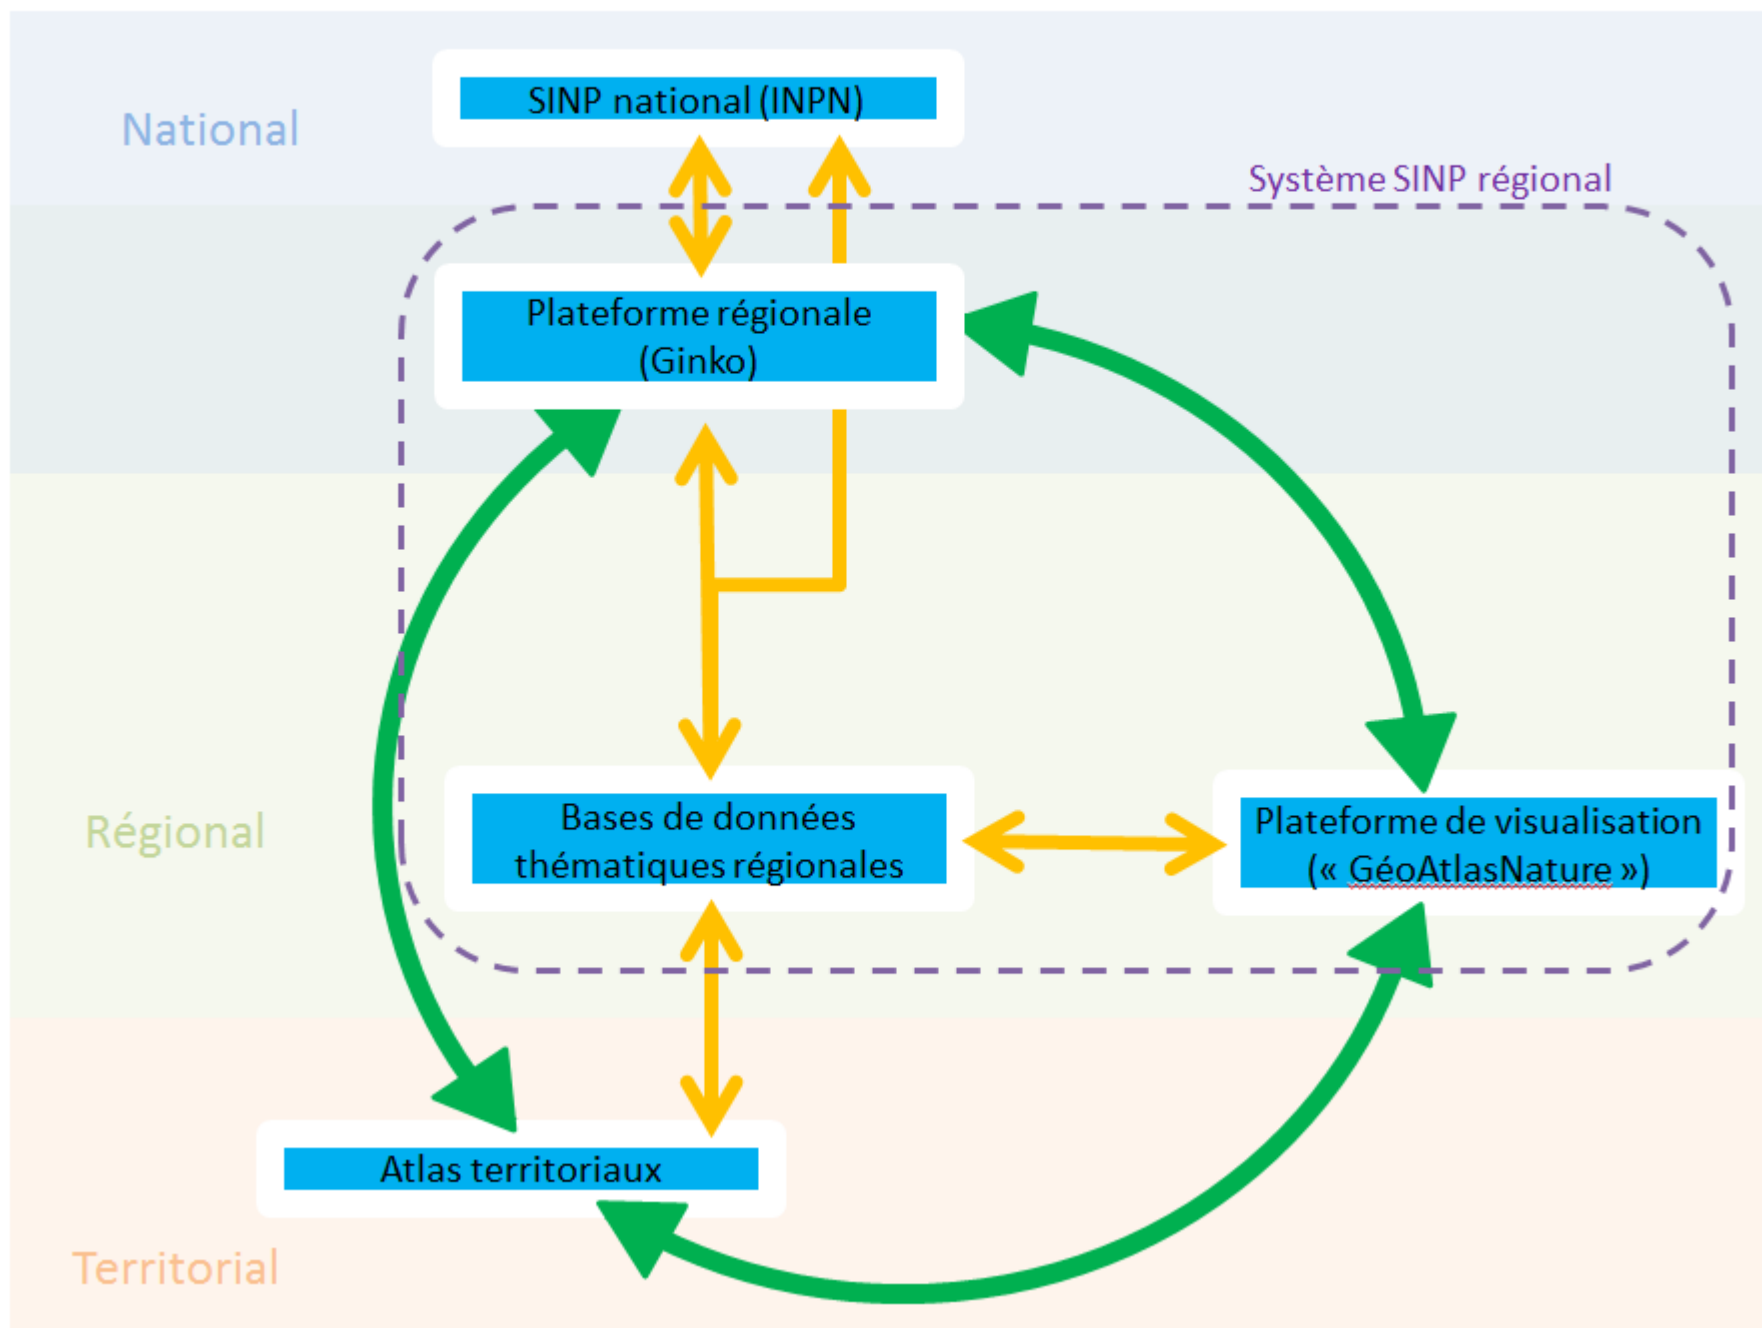 SINP national (INPN)
National
Système SINP régional
Plateforme régionale
(Ginko)
Bases de données
thématiques régionales
Plateforme de visualisation
(« GéoAtlasNature »)
Régional
Atlas territoriaux
Territorial